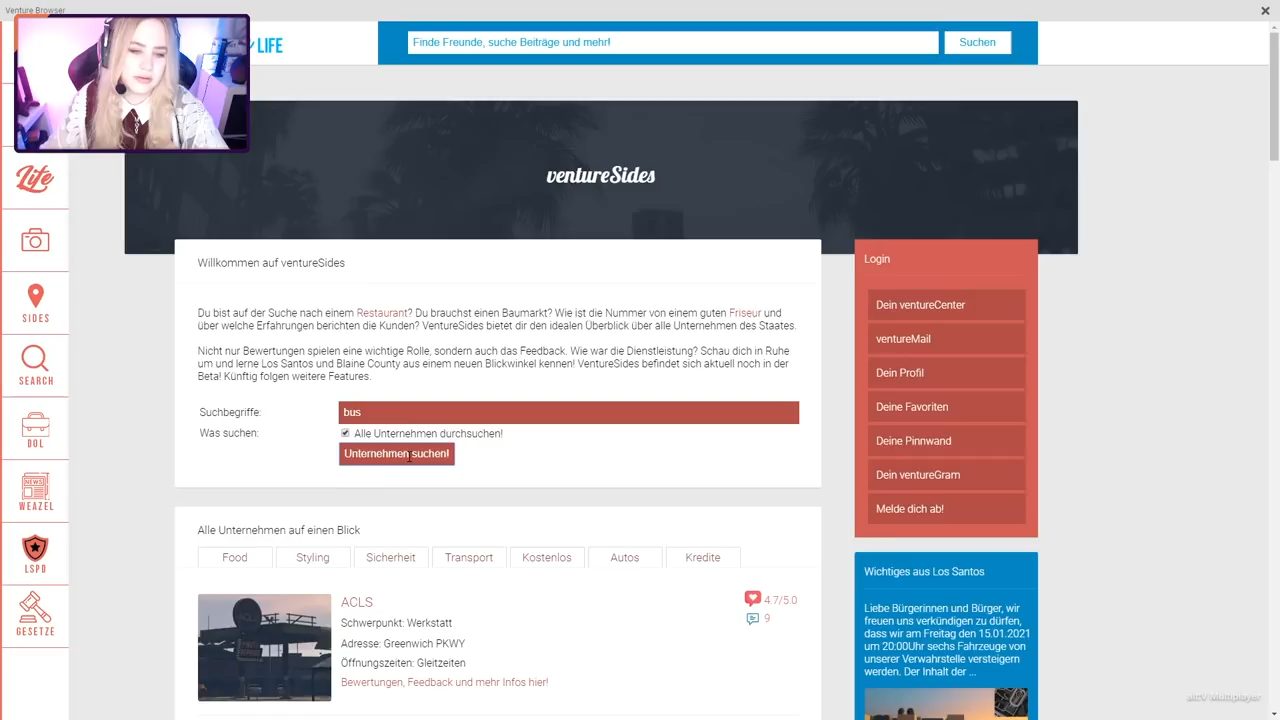 Venture Browser
LIFE
Finde Freunde, suche Beiträge und mehr!
Suchen
Life
SIDES
SEARCH
DOL
NEWS
WEAZEL
LSPD
GESETZE
ventureSides
Willkommen auf ventureSides
Du bist auf der Suche nach einem Restaurant? Du brauchst einen Baumarkt? Wie ist die Nummer von einem guten Friseur und
über welche Erfahrungen berichten die Kunden? VentureSides bietet dir den idealen Überblick über alle Unternehmen des Staates.
Nicht nur Bewertungen spielen eine wichtige Rolle, sondern auch das Feedback. Wie war die Dienstleistung? Schau dich in Ruhe
um und lerne Los Santos und Blaine County aus einem neuen Blickwinkel kennen! VentureSides befindet sich aktuell noch in der
Beta! Künftig folgen weitere Features.
Suchbegriffe:
bus
Was suchen:
Alle Unternehmen durchsuchen!
Unternehmen suchen!
Alle Unternehmen auf einen Blick
Food
Styling
Sicherheit
Transport
Kostenlos
Autos
Kredite
ACLS
Schwerpunkt: Werkstatt
Adresse: Greenwich PKWY
Öffnungszeiten: Gleitzeiten
Bewertungen, Feedback und mehr Infos hier!
4.7/5.0
9
Login
Dein ventureCenter
ventureMail
Dein Profil
Deine Favoriten
Deine Pinnwand
Dein ventureGram
Melde dich ab!
Wichtiges aus Los Santos
Liebe Bürgerinnen und Bürger, wir
freuen uns verkündigen zu dürfen,
dass wir am Freitag den 15.01.2021
um 20:00Uhr sechs Fahrzeuge von
unserer Verwahrstelle versteigern
werden. Der Inhalt der ...
alt:V Multiplayer